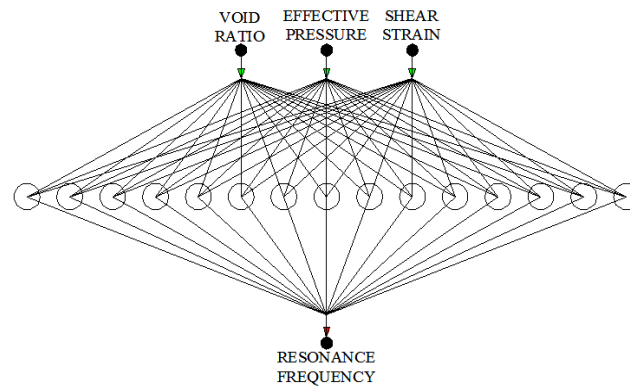 VOID
RATIO
EFFECTIVE
PRESSURE
SHEAR
STRAIN
RESONANCE
FREQUENCY